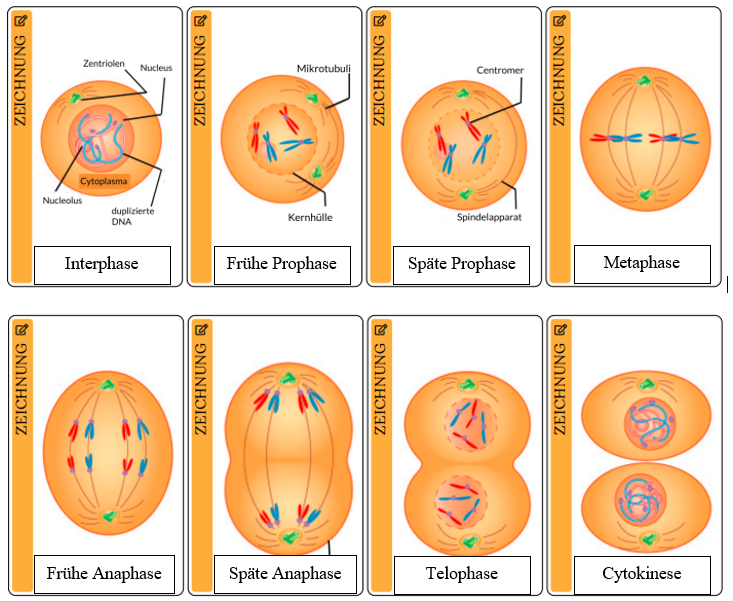 ZEICHNUNG
Zentriolen
Nucleus
Cytoplasma
Nucleolus
duplizierte
DNA
Interphase
ZEICHNUNG
Mikrotubuli
Kernhülle
Frühe Prophase
ZEICHNUNG
Centromer
Spindelapparat
Späte Prophase
ZEICHNUNG
Metaphase
ZEICHNUNG
Frühe Anaphase
ZEICHNUNG
Späte Anaphase
ZEICHNUNG
Telophase
ZEICHNUNG
Cytokinese